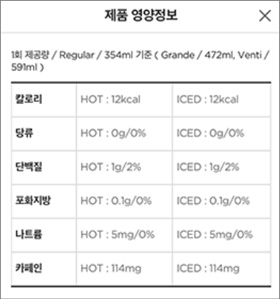 제품 영양정보
1회 제공량 / Regular / 354ml 기준 ( Grande / 472ml, Venti /
591ml )
칼로리 HOT : 12kcal ICED : 12kcal
당류 HOT : 0g/0% ICED : 0g/0%
단백질 HOT : 1g/2% ICED : 1g/2%
포화지방 HOT : 0.1g/0% ICED : 0.1g/0%
나트륨 HOT : 5mg/0% ICED : 5mg/0%
카페인 HOT : 114mg ICED : 114mg